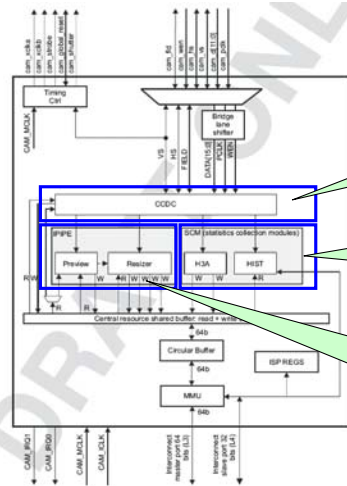 cam_xclka
cam_xclkb
cam_strobe
cam_global_reset
cam_shutter
cam_fld
cam_wen
cam_hs
cam_vs
cam_d[11:0]
cam_pclk
Timing
Ctrl
CAM_MCLK
Bridge
lane
shifter
VS
HS
FIELD
DATA[15:0]
PCLK
WEN
CCDC
IPIPE
SCM (statistics collection modules)
Preview
Resizer
H3A
HIST
R W
W
R W W W W
W
W
R
R
Central resource shared buffer: read + write
64b
Circular Buffer
64b
ISP REGS
MMU
64b
CAM_IRQ1
CAM_IRQ0
CAM_MCLK
CAM_ICLK
Interconnect
master port 64
bits (L3)
Interconnect
slave port 32
bits (L4)